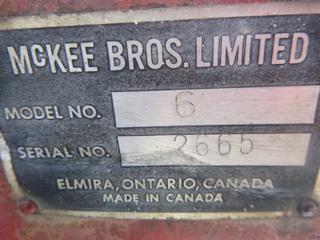 McKEE BROS. LIMITED
MODEL NO. 6
SERIAL NO. 2665
ELMIRA, ONTARIO, CANADA
MADE IN CANADA